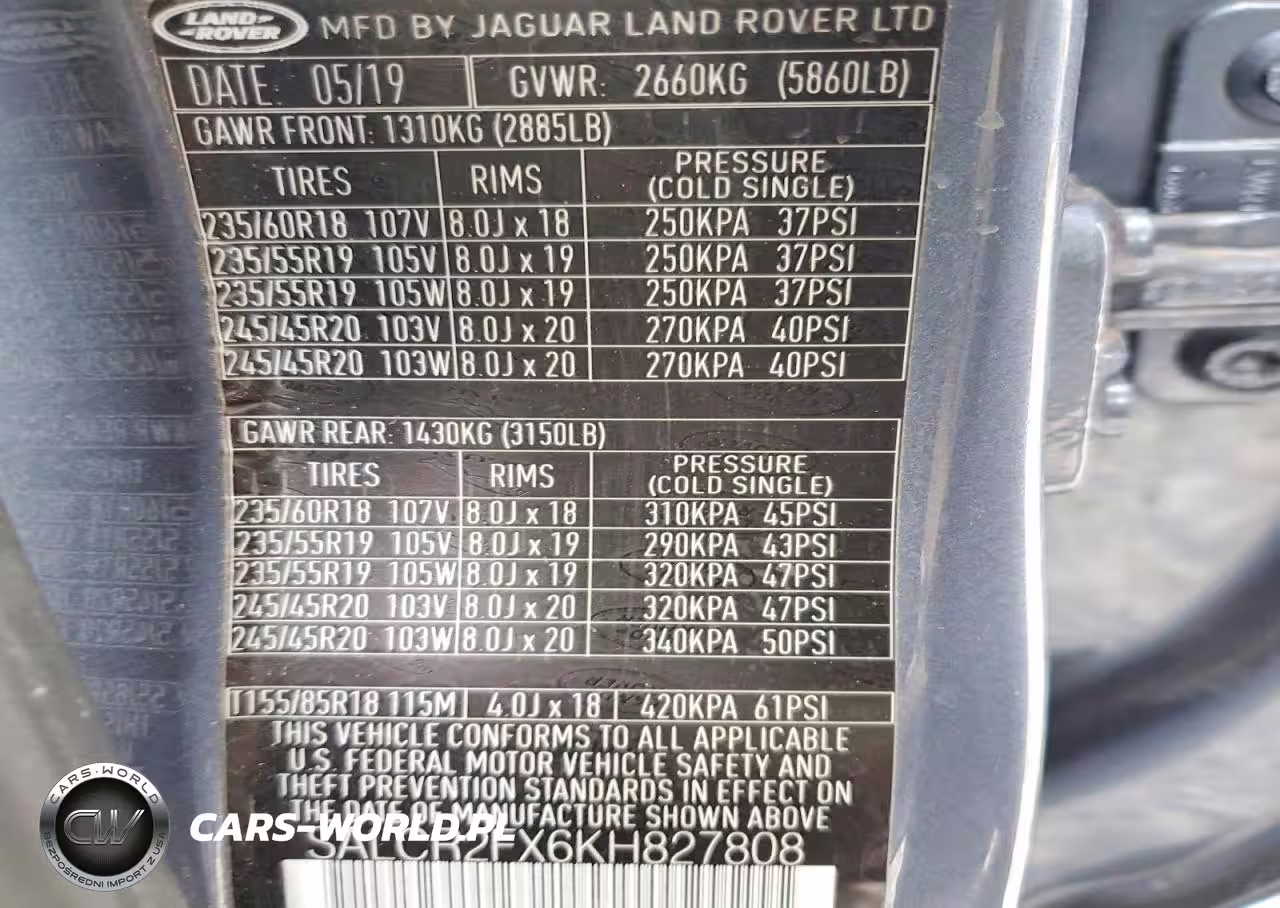 LAND ROVER
MFD BY JAGUAR LAND ROVER LTD
DATE: 05/19 GVWR: 2660KG (5860LB)
GAWR FRONT: 1310KG (2885LB)
TIRES RIMS PRESSURE (COLD SINGLE)
235/60R18 107V 8.0J x 18 250KPA 37PSI
235/55R19 105V 8.0J x 19 250KPA 37PSI
235/55R19 105W 8.0J x 19 250KPA 37PSI
245/45R20 103V 8.0J x 20 270KPA 40PSI
245/45R20 103W 8.0J x 20 270KPA 40PSI
GAWR REAR: 1430KG (3150LB)
TIRES RIMS PRESSURE (COLD SINGLE)
235/60R18 107V 8.0J x 18 310KPA 45PSI
235/55R19 105V 8.0J x 19 290KPA 43PSI
235/55R19 105W 8.0J x 19 320KPA 47PSI
245/45R20 103V 8.0J x 20 320KPA 47PSI
245/45R20 103W 8.0J x 20 340KPA 50PSI
T155/85R18 115M 4.0J x 18 420KPA 61PSI
THIS VEHICLE CONFORMS TO ALL APPLICABLE
U.S. FEDERAL MOTOR VEHICLE SAFETY AND
THEFT PREVENTION STANDARDS IN EFFECT ON
THE DATE OF MANUFACTURE SHOWN ABOVE
SALCR2FX6KH827808
CARS-WORLD
CW
BEZPOŚREDNI IMPORT Z USA
CARS-WORLD.PL